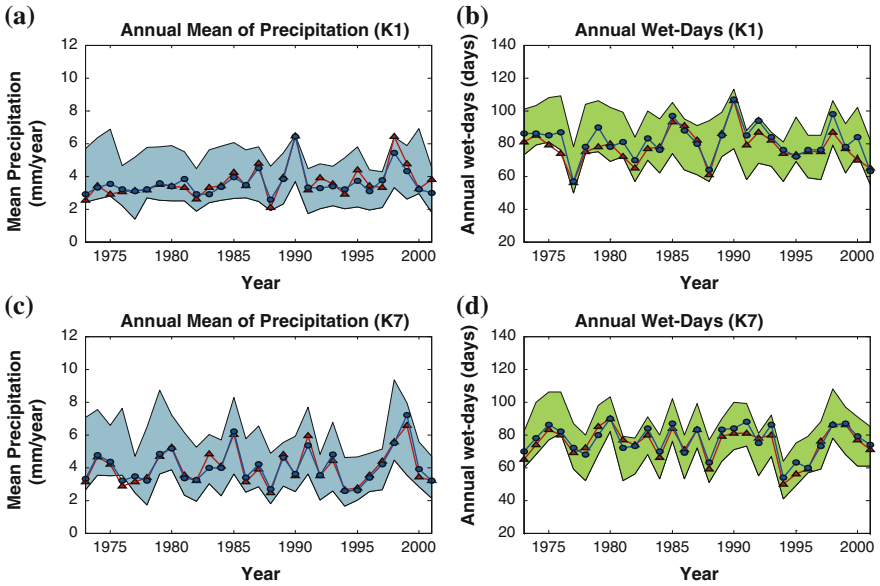 (a)
Annual Mean of Precipitation (K1)
Mean Precipitation
(mm/year)
12
10
8
6
4
2
0
1975 1980 1985 1990 1995 2000
Year
(b)
Annual Wet-Days (K1)
Annual wet-days (days)
140
120
100
80
60
40
20
1975 1980 1985 1990 1995 2000
Year
(c)
Annual Mean of Precipitation (K7)
Mean Precipitation
(mm/year)
12
10
8
6
4
2
0
1975 1980 1985 1990 1995 2000
Year
(d)
Annual Wet-Days (K7)
Annual wet-days (days)
140
120
100
80
60
40
20
1975 1980 1985 1990 1995 2000
Year